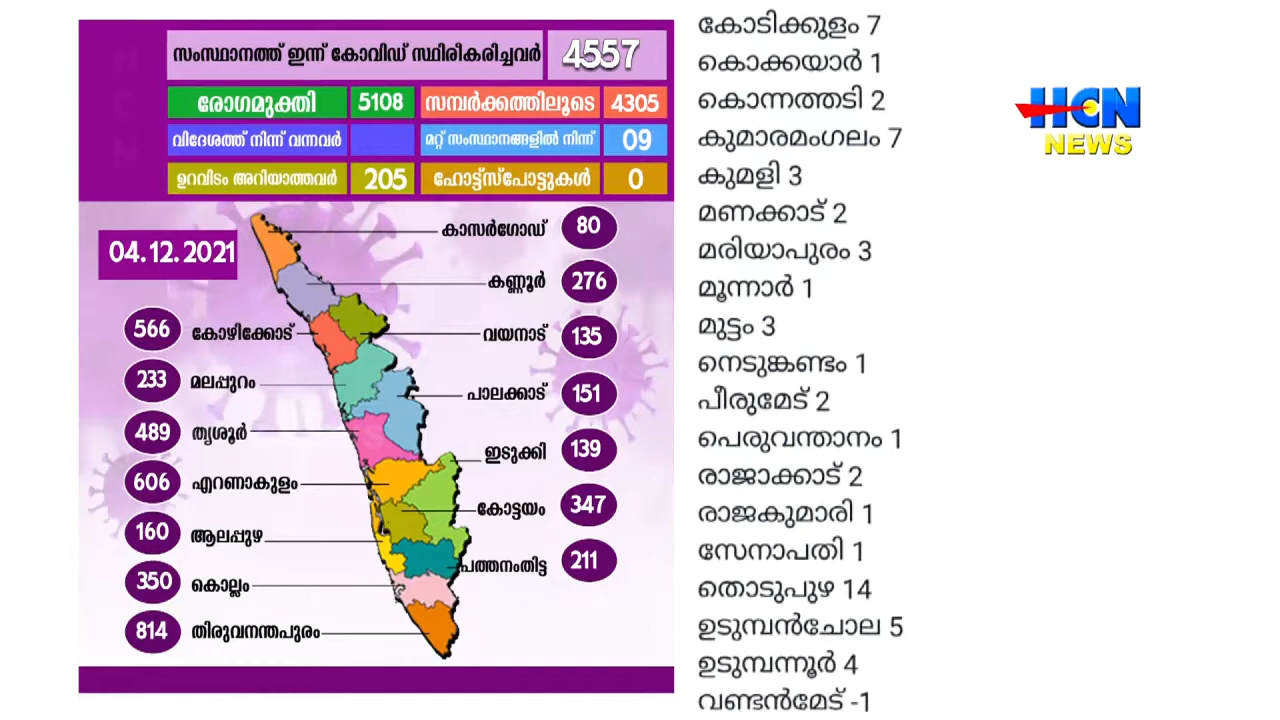 സംസ്ഥാനത്ത് ഇന്ന് കോവിഡ് സ്ഥിരീകരിച്ചവർ 4557
രോഗമുക്തി 5108 സമ്പർക്കത്തിലൂടെ 4305
വിദേശത്ത് നിന്ന് വന്നവർ മറ്റ് സംസ്ഥാനങ്ങളിൽ നിന്ന് 09
ഉറവിടം അറിയാത്തവർ 205 ഹോട്ട്സ്പോട്ടുകൾ 0
04.12.2021
കാസർഗോഡ് 80
കണ്ണൂർ 276
566 കോഴിക്കോട് വയനാട് 135
233 മലപ്പുറം പാലക്കാട് 151
489 തൃശൂർ ഇടുക്കി 139
606 എറണാകുളം കോട്ടയം 347
160 ആലപ്പുഴ പത്തനംതിട്ട 211
350 കൊല്ലം
814 തിരുവനന്തപുരം
കോടിക്കുളം 7
കൊക്കയാർ 1
കൊന്നത്തടി 2
കുമാരമംഗലം 7
കുമളി 3
മണക്കാട് 2
മരിയാപുരം 3
മൂന്നാർ 1
മുട്ടം 3
നെടുങ്കണ്ടം 1
പീരുമേട് 2
പെരുവന്താനം 1
രാജാക്കാട് 2
രാജകുമാരി 1
സേനാപതി 1
തൊടുപുഴ 14
ഉടുമ്പൻചോല 5
ഉടുമ്പന്നൂർ 4
വണ്ടൻമേട് -1
HCN
NEWS